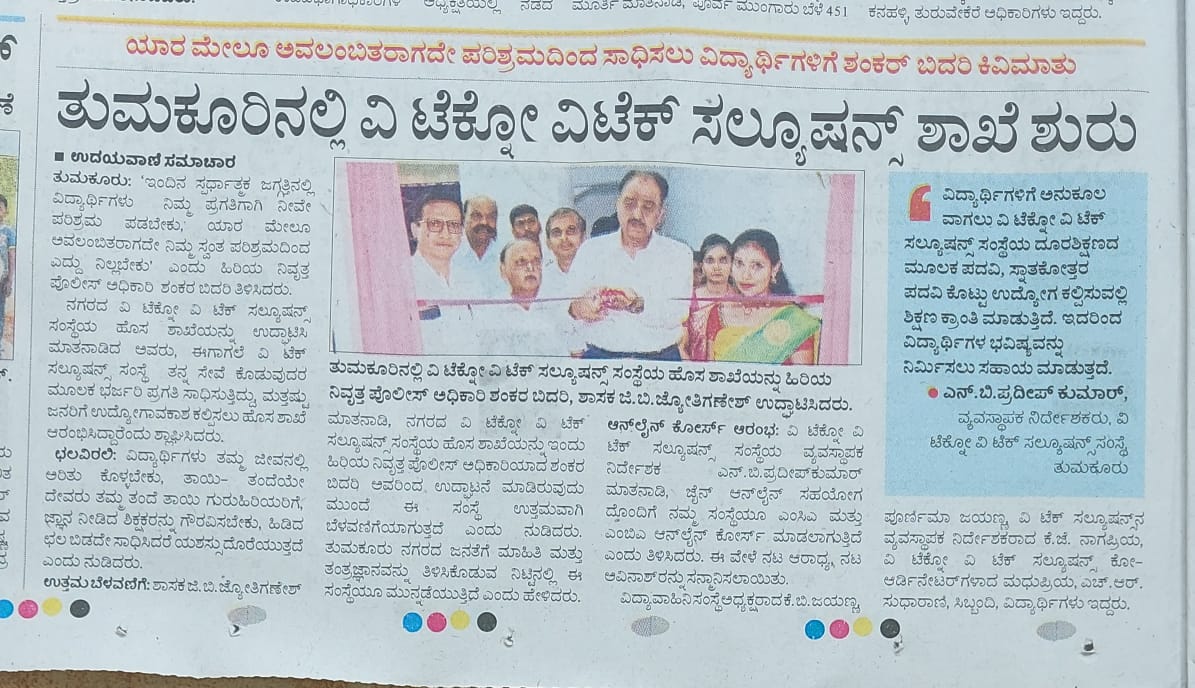 ನಡೆದ
ಮೂರ್ತಿ ಮಾತನಾಡಿ, ಪೂರ್ವ ಮುಂಗಾರು ಬೆಳೆ 451
ಕನಹಳ್ಳಿ, ತುರುವೇಕೆರೆ ಅಧಿಕಾರಿಗಳು ಇದ್ದರು.
ಯಾರ ಮೇಲೂ ಅವಲಂಬಿತರಾಗದೇ ಪರಿಶ್ರಮದಿಂದ ಸಾಧಿಸಲು ವಿದ್ಯಾರ್ಥಿಗಳಿಗೆ ಶಂಕರ್ ಬಿದರಿ ಕಿವಿಮಾತು
ತುಮಕೂರಿನಲ್ಲಿ ವಿ ಟೆಕ್ನೋ ವಿಟೆಕ್ ಸಲ್ಯೂಷನ್ಸ್ ಶಾಖೆ ಶುರು
■ ಉದಯವಾಣಿ ಸಮಾಚಾರ
ತುಮಕೂರು: 'ಇಂದಿನ ಸ್ಪರ್ಧಾತ್ಮಕ ಜಗ್ಗತಿನಲ್ಲಿ
ವಿದ್ಯಾರ್ಥಿಗಳು ನಿಮ್ಮ ಪ್ರಗತಿಗಾಗಿ ನೀವೇ
ಪರಿಶ್ರಮ ಪಡಬೇಕು,' ಯಾರ ಮೇಲೂ
ಅವಲಂಬಿತರಾಗದೇ ನಿಮ್ಮ ಸ್ವಂತ ಪರಿಶ್ರಮದಿಂದ
ಎದ್ದು ನಿಲ್ಲಬೇಕು' ಎಂದು ಹಿರಿಯ ನಿವೃತ್ತ
ಪೊಲೀಸ್ ಅಧಿಕಾರಿ ಶಂಕರ ಬಿದರಿ ತಿಳಿಸಿದರು.
ನಗರದ ವಿ ಟೆಕ್ನೋ ವಿ ಟೆಕ್ ಸಲ್ಯೂಷನ್ಸ್
ಸಂಸ್ಥೆಯ ಹೊಸ ಶಾಖೆಯನ್ನು ಉದ್ಘಾಟಿಸಿ
ಮಾತನಾಡಿದ ಅವರು, ಈಗಾಗಲೆ ವಿ ಟೆಕ್
ಸಲ್ಯೂಷನ್ಸ್ ಸಂಸ್ಥೆ ತನ್ನ ಸೇವೆ ಕೊಡುವುದರ
ಮೂಲಕ ಭರ್ಜರಿ ಪ್ರಗತಿ ಸಾಧಿಸುತ್ತಿದ್ದು, ಮತ್ತಷ್ಟು
ಜನರಿಗೆ ಉದ್ಯೋಗಾವಕಾಶ ಕಲ್ಪಿಸಲು ಹೊಸ ಶಾಖೆ
ಆರಂಭಿಸಿದ್ದಾರೆಂದು ಶ್ಲಾಘಿಸಿದರು.
ಛಲವಿರಲಿ: ವಿದ್ಯಾರ್ಥಿಗಳು ತಮ್ಮ ಜೀವನಲ್ಲಿ
ಅರಿತು ಕೊಳ್ಳಬೇಕು, ತಾಯಿ– ತಂದೆಯೇ
ದೇವರು ತಮ್ಮ ತಂದೆ ತಾಯಿ ಗುರುಹಿರಿಯರಿಗೆ,
ಜ್ಞಾನ ನೀಡಿದ ಶಿಕ್ಷಕರನ್ನು ಗೌರವಿಸಬೇಕು, ಹಿಡಿದ
ಛಲ ಬಿಡದೇ ಸಾಧಿಸಿದರೆ ಯಶಸ್ಸು ದೊರೆಯುತ್ತದೆ
ಎಂದು ನುಡಿದರು.
ಉತ್ತಮ ಬೆಳವಣಿಗೆ: ಶಾಸಕ ಜಿ.ಬಿ.ಜ್ಯೋತಿಗಣೇಶ್
ತುಮಕೂರಿನಲ್ಲಿ ವಿ ಟೆಕ್ನೋ ವಿ ಟೆಕ್ ಸಲ್ಯೂಷನ್ಸ್ ಸಂಸ್ಥೆಯ ಹೊಸ ಶಾಖೆಯನ್ನು ಹಿರಿಯ
ನಿವೃತ್ತ ಪೊಲೀಸ್ ಅಧಿಕಾರಿ ಶಂಕರ ಬಿದರಿ, ಶಾಸಕ ಜಿ.ಬಿ.ಜ್ಯೋತಿಗಣೇಶ್ ಉದ್ಘಾಟಿಸಿದರು.
ಮಾತನಾಡಿ, ನಗರದ ವಿ ಟೆಕ್ನೋ ವಿ ಟೆಕ್
ಸಲ್ಯೂಷನ್ಸ್ ಸಂಸ್ಥೆಯ ಹೊಸ ಶಾಖೆಯನ್ನು ಇಂದು
ಹಿರಿಯ ನಿವೃತ್ತ ಪೊಲೀಸ್ ಅಧಿಕಾರಿಯಾದ ಶಂಕರ
ಬಿದರಿ ಅವರಿಂದ, ಉದ್ಘಾಟನೆ ಮಾಡಿರುವುದು
ಮುಂದೆ ಈ ಸಂಸ್ಥೆ ಉತ್ತಮವಾಗಿ
ಬೆಳವಣಿಗೆಯಾಗುತ್ತದೆ ಎಂದು ನುಡಿದರು.
ತುಮಕೂರು ನಗರದ ಜನತೆಗೆ ಮಾಹಿತಿ ಮತ್ತು
ತಂತ್ರಜ್ಞಾನವನ್ನು ತಿಳಿಸಿಕೊಡುವ ನಿಟ್ಟಿನಲ್ಲಿ ಈ
ಸಂಸ್ಥೆಯೂ ಮುನ್ನಡೆಯುತ್ತಿದೆ ಎಂದು ಹೇಳಿದರು.
ಆನ್‌ಲೈನ್ ಕೋರ್ಸ್ ಆರಂಭ: ವಿ ಟೆಕ್ನೋ ವಿ
ಟೆಕ್ ಸಲ್ಯೂಷನ್ಸ್ ಸಂಸ್ಥೆಯ ವ್ಯವಸ್ಥಾಪಕ
ನಿರ್ದೇಶಕ ಎನ್.ಬಿ.ಪ್ರದೀಪ್‌ಕುಮಾರ್
ಮಾತನಾಡಿ, ಜೈನ್ ಆನ್‌ಲೈನ್ ಸಹಯೋಗ
ದೊಂದಿಗೆ ನಮ್ಮ ಸಂಸ್ಥೆಯೂ ಎಂಸಿಎ ಮತ್ತು
ಎಂಬಿಎ ಆನ್‌ಲೈನ್ ಕೋರ್ಸ್ ಮಾಡಲಾಗುತ್ತಿದೆ
ಎಂದು ತಿಳಿಸಿದರು. ಈ ವೇಳೆ ನಟ ಆರಾಧ್ಯ, ನಟ
ಅವಿನಾಶ್‌ರನ್ನು ಸನ್ಮಾನಿಸಲಾಯಿತು.
ವಿದ್ಯಾವಾಹಿನಿ ಸಂಸ್ಥೆ ಅಧ್ಯಕ್ಷರಾದ ಕೆ.ಬಿ.ಜಯಣ್ಣ,
ವಿದ್ಯಾರ್ಥಿಗಳಿಗೆ ಅನುಕೂಲ
ವಾಗಲು ವಿ ಟೆಕ್ನೋ ವಿ ಟೆಕ್
ಸಲ್ಯೂಷನ್ಸ್ ಸಂಸ್ಥೆಯ ದೂರಶಿಕ್ಷಣದ
ಮೂಲಕ ಪದವಿ, ಸ್ನಾತಕೋತ್ತರ
ಪದವಿ ಕೊಟ್ಟು ಉದ್ಯೋಗ ಕಲ್ಪಿಸುವಲ್ಲಿ
ಶಿಕ್ಷಣ ಕ್ರಾಂತಿ ಮಾಡುತ್ತಿದೆ. ಇದರಿಂದ
ವಿದ್ಯಾರ್ಥಿಗಳ ಭವಿಷ್ಯವನ್ನು
ನಿರ್ಮಿಸಲು ಸಹಾಯ ಮಾಡುತ್ತದೆ.
● ಎನ್.ಬಿ.ಪ್ರದೀಪ್ ಕುಮಾರ್,
ವ್ಯವಸ್ಥಾಪಕ ನಿರ್ದೇಶಕರು, ವಿ
ಟೆಕ್ನೋ ವಿ ಟೆಕ್ ಸಲ್ಯೂಷನ್ಸ್ ಸಂಸ್ಥೆ,
ತುಮಕೂರು
ಪೂರ್ಣಿಮಾ ಜಯಣ್ಣ, ವಿ ಟೆಕ್ ಸಲ್ಯೂಷನ್ಸ್‌ನ
ವ್ಯವಸ್ಥಾಪಕ ನಿರ್ದೇಶಕರಾದ ಕೆ.ಜೆ. ನಾಗಪ್ರಿಯ,
ವಿ ಟೆಕ್ನೋ ವಿ ಟೆಕ್ ಸಲ್ಯೂಷನ್ಸ್ ಕೋ–
ಆರ್ಡಿನೇಟರ್‌ಗಳಾದ ಮಧುಪ್ರಿಯ, ಎಚ್.ಆರ್.
ಸುಧಾರಾಣಿ, ಸಿಬ್ಬಂದಿ, ವಿದ್ಯಾರ್ಥಿಗಳು ಇದ್ದರು.